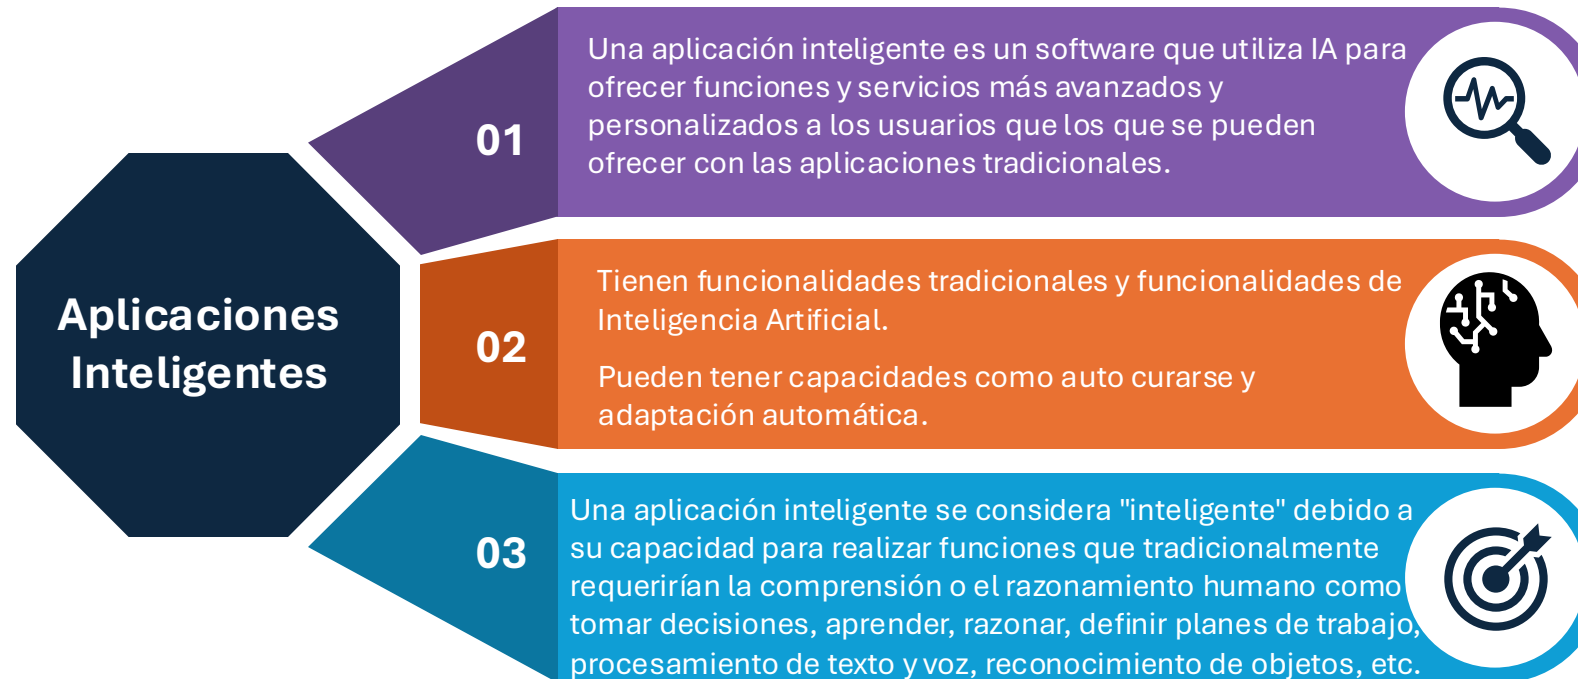 Aplicaciones
Inteligentes
01
Una aplicación inteligente es un software que utiliza IA para
ofrecer funciones y servicios más avanzados y
personalizados a los usuarios que los que se pueden
ofrecer con las aplicaciones tradicionales.
02
Tienen funcionalidades tradicionales y funcionalidades de
Inteligencia Artificial.
Pueden tener capacidades como auto curarse y
adaptación automática.
03
Una aplicación inteligente se considera "inteligente" debido a
su capacidad para realizar funciones que tradicionalmente
requerirían la comprensión o el razonamiento humano como
tomar decisiones, aprender, razonar, definir planes de trabajo,
procesamiento de texto y voz, reconocimiento de objetos, etc.